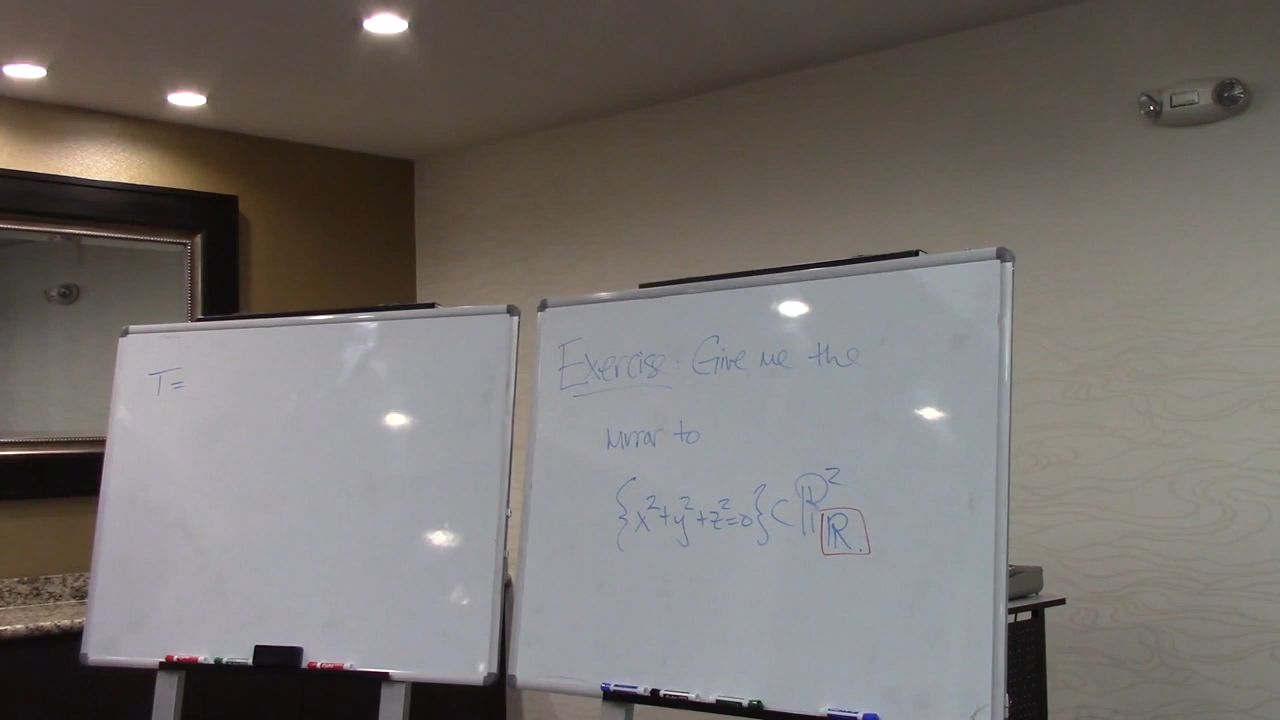 T=
Exercise: Give me the
mirror to
{x²+y²+z²=0} ⊂ ℙ²_ℝ.